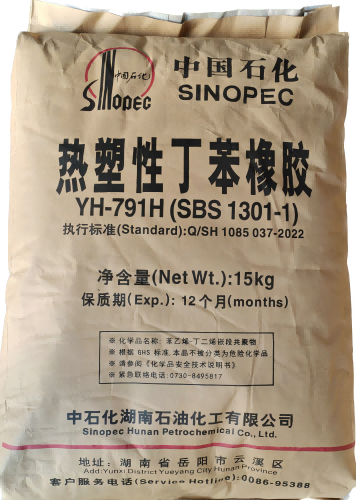 中国石化
SINOPEC
中国石化
SINOPEC
热塑性丁苯橡胶
YH-791H (SBS 1301-1)
执行标准(Standard):Q/SH 1085 037-2022
净含量(Net Wt.):15kg
保质期(Exp.): 12个月(months)
※ 化学品名称: 苯乙烯-丁二烯嵌段共聚物
※ 根据 GHS 标准,本品不被分类为危险化学品
※ 请参阅《化学品安全技术说明书》
※ 紧急联络电话: 0730-8495817
中石化湖南石油化工有限公司
Sinopec Hunan Petrochemical Co., Ltd.
地址: 湖南省岳阳市云溪区
Add:Yunxi District Yueyang City Hunan Province
客户服务电话(Service Hotline):0086-95388